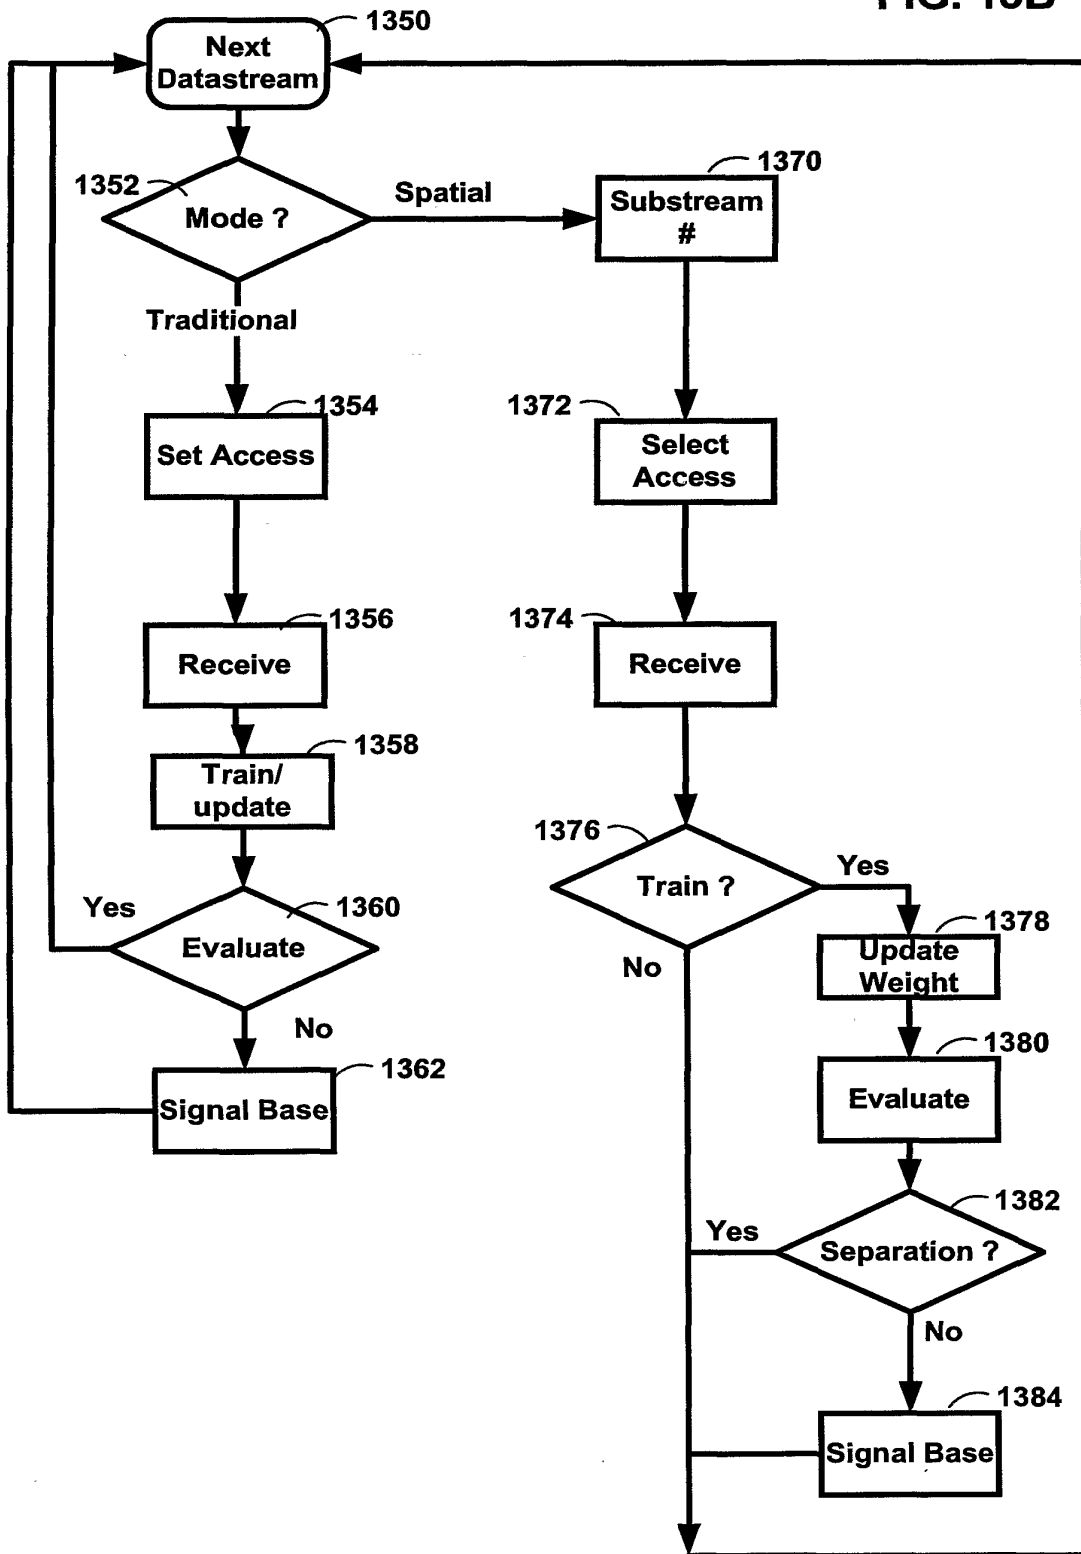 1350
Next
Datastream
1352
Mode ?
Spatial
1370
Substream
#
Traditional
1354
Set Access
1372
Select
Access
1356
Receive
1374
Receive
1358
Train/
update
1376
Train ?
Yes
Yes
1360
Evaluate
No
1378
Update
Weight
No
1380
Evaluate
1362
Signal Base
1382
Yes
Separation ?
No
1384
Signal Base